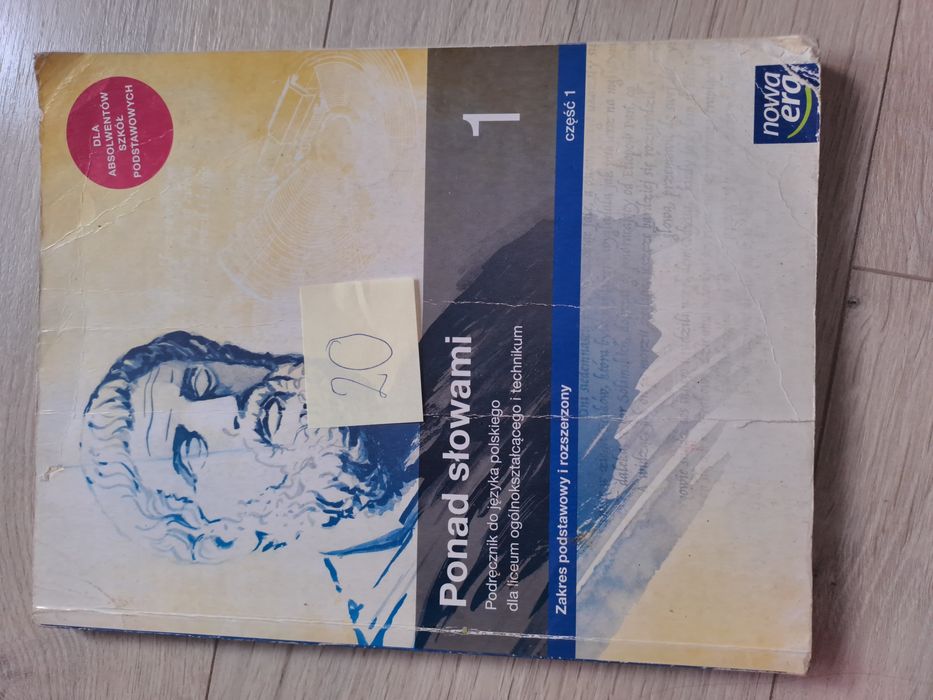 DLA
ABSOLWENTÓW
SZKÓŁ
PODSTAWOWYCH
20
Ponad słowami 1
Podręcznik do języka polskiego
dla liceum ogólnokształcącego i technikum
Zakres podstawowy i rozszerzony część 1
nowa
era